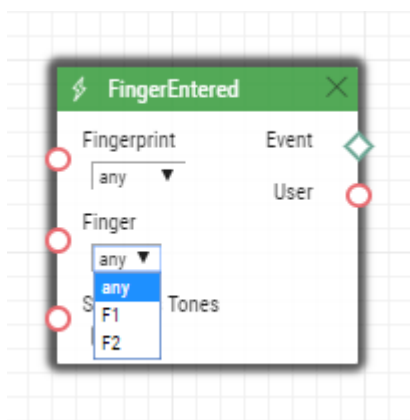 FingerEntered
Fingerprint Event
any
User
Finger
any
any
Tones
F1
F2